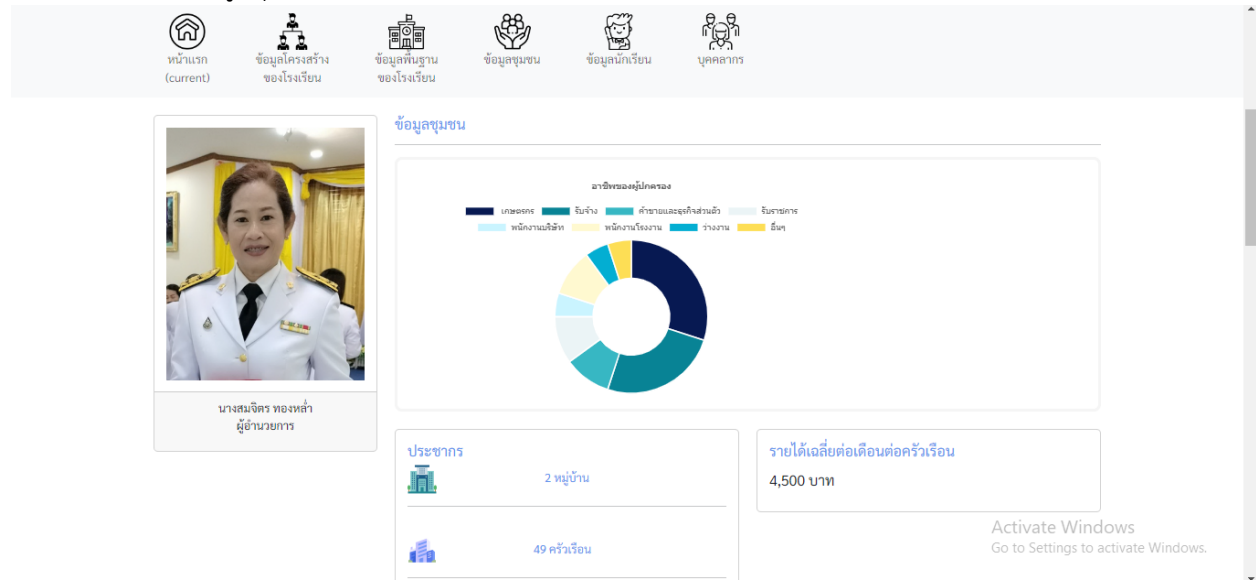 หน้าแรก
(current)
ข้อมูลโครงสร้าง
ของโรงเรียน
ข้อมูลพื้นฐาน
ของโรงเรียน
ข้อมูลชุมชน
ข้อมูลนักเรียน
บุคคลากร
ข้อมูลชุมชน
อาชีพของผู้ปกครอง
เกษตรกร รับจ้าง ค้าขายและธุรกิจส่วนตัว รับราชการ
พนักงานบริษัท พนักงานโรงงาน ว่างงาน อื่นๆ
นางสมจิตร ทองหล่ำ
ผู้อำนวยการ
ประชากร
2 หมู่บ้าน
49 ครัวเรือน
รายได้เฉลี่ยต่อเดือนต่อครัวเรือน
4,500 บาท
Activate Windows
Go to Settings to activate Windows.